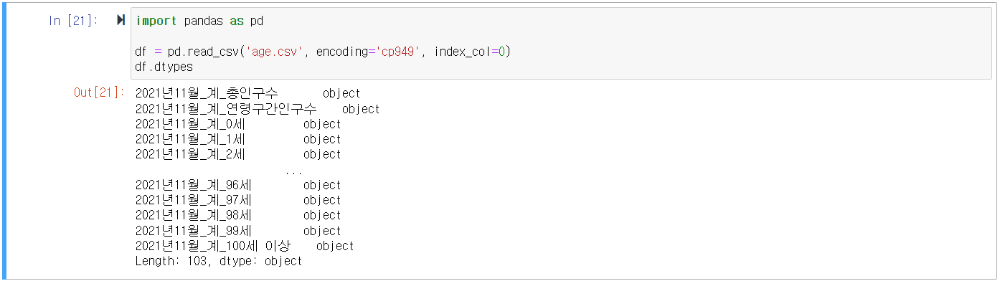 In [21]: import pandas as pd
df = pd.read_csv('age.csv', encoding='cp949', index_col=0)
df.dtypes
Out[21]: 2021년11월_계_총인구수 object
2021년11월_계_연령구간인구수 object
2021년11월_계_0세 object
2021년11월_계_1세 object
2021년11월_계_2세 object
...
2021년11월_계_96세 object
2021년11월_계_97세 object
2021년11월_계_98세 object
2021년11월_계_99세 object
2021년11월_계_100세 이상 object
Length: 103, dtype: object